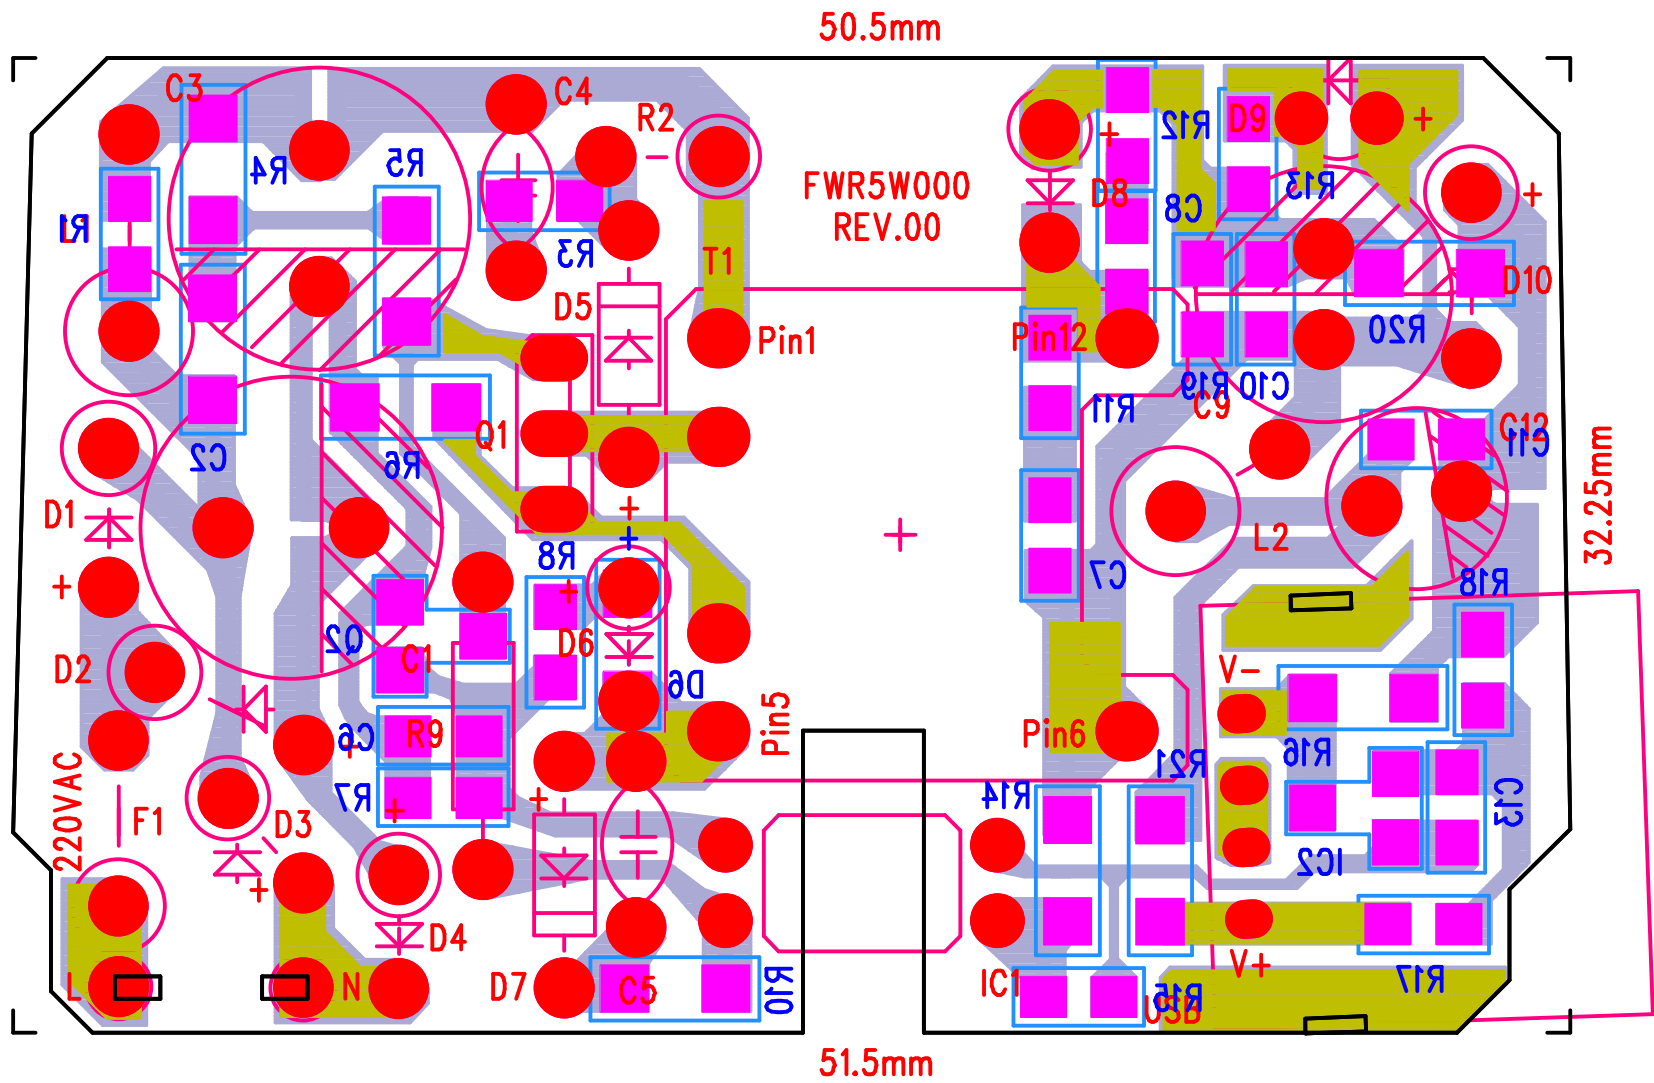 50.5mm
C3
C4
R2
R12
D9
+
+
R4
R5
FWR5W000
REV.00
D8
C8
R13
+
R1
R3
T1
D10
D5
Pin1
Pin12
R20
R19
C10
C9
R11
C2
R6
Q1
C12
C11
D1
+
+
R8
L2
32.25mm
+
+
C7
R18
Q2
C1
D6
D6
D2
V-
C6
R9
+
Pin5
Pin6
R16
R21
220VAC
F1
D3
R7
+
+
R14
C13
IC2
+
D4
V+
L
N
D7
C5
R10
IC1
R15
USB
R17
51.5mm